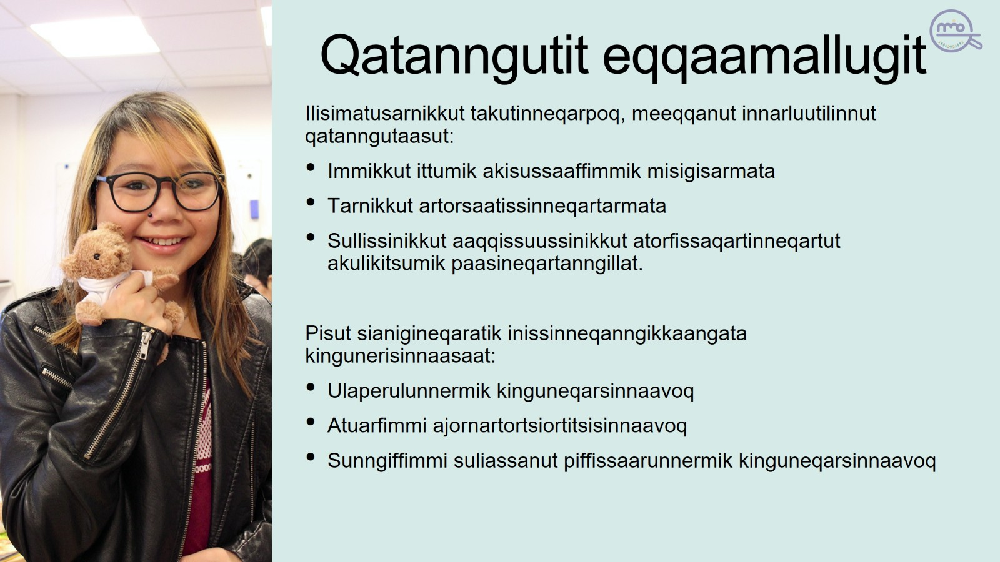 Qatanngutit eqqaamallugit
Ilisimatusarnikkut takutinneqarpoq, meeqqanut innarluutilinnut
qatanngutaasut:
• Immikkut ittumik akisussaaffimmik misigisarmata
• Tarnikkut artorsaatissinneqartarmata
• Sullissinikkut aaqqissuussinikkut atorfissaqartinneqartut
akulikitsumik paasineqartanngillat.
Pisut sianigineqaratik inissinneqanngikkaangata
kingunerisinnaasaat:
• Ulaperulunnermik kinguneqarsinnaavoq
• Atuarfimmi ajornartortsiortitsisinnaavoq
• Sunngiffimmi suliassanut piffissaarunnermik kinguneqarsinnaavoq